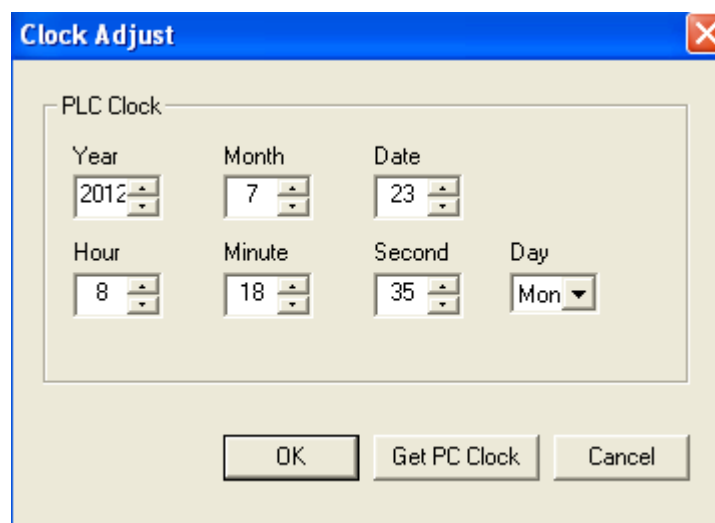 Clock Adjust
PLC Clock
Year Month Date
2012 7 23
Hour Minute Second Day
8 18 35 Mon
OK Get PC Clock Cancel